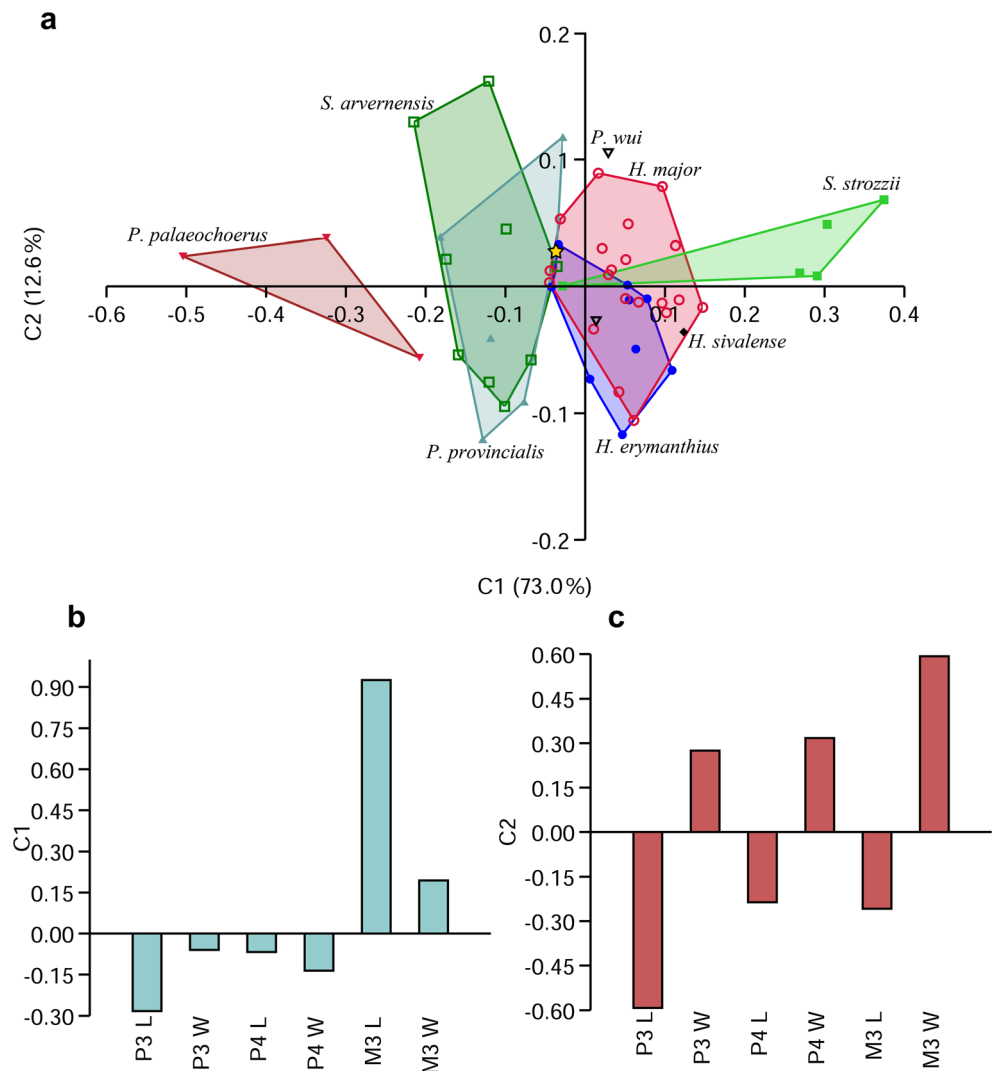 a
0.2
S. arvernensis
P. wui
0.1
H. major
S. strozzii
P. palaeochoerus
C2 (12.6%)
-0.6 -0.5 -0.4 -0.3 -0.2 -0.1 0.1 0.2 0.3 0.4
H. sivalense
-0.1
P. provincialis
H. erymanthius
-0.2
C1 (73.0%)
b
0.90
0.75
0.60
0.45
C1
0.30
0.15
0.00
-0.15
-0.30
P3 L
P3 W
P4 L
P4 W
M3 L
M3 W
c
0.60
0.45
0.30
0.15
C2
0.00
-0.15
-0.30
-0.45
-0.60
P3 L
P3 W
P4 L
P4 W
M3 L
M3 W